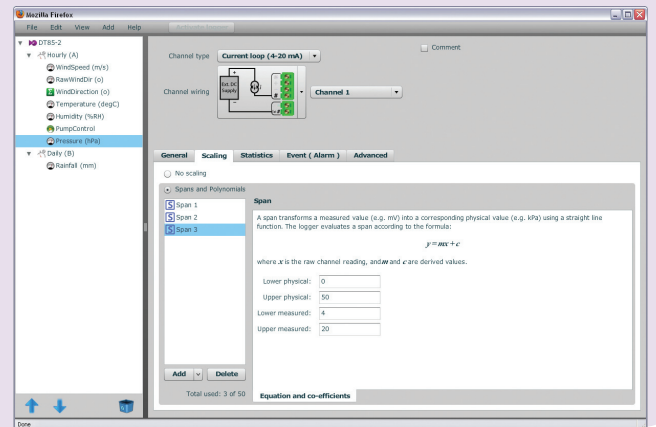 Mozilla Firefox
File Edit View Add Help
DT85-2
Hourly (A)
WindSpeed (m/s)
RawWindDir (o)
WindDirection (o)
Temperature (degC)
Humidity (%RH)
PumpControl
Pressure (hPa)
Daily (B)
Rainfall (mm)
Channel type Current loop (4-20 mA) Comment
Channel wiring Ext. DC Supply Channel 1
General Scaling Statistics Event ( Alarm ) Advanced
No scaling
Spans and Polynomials
Span 1
Span 2
Span 3
Span
A span transforms a measured value (e.g. mV) into a corresponding physical value (e.g. kPa) using a straight line
function. The logger evaluates a span according to the formula:
y = mx + c
where x is the raw channel reading, and m and c are derived values.
Lower physical: 0
Upper physical: 50
Lower measured: 4
Upper measured: 20
Add Delete
Total used: 3 of 50
Equation and co-efficients
Done